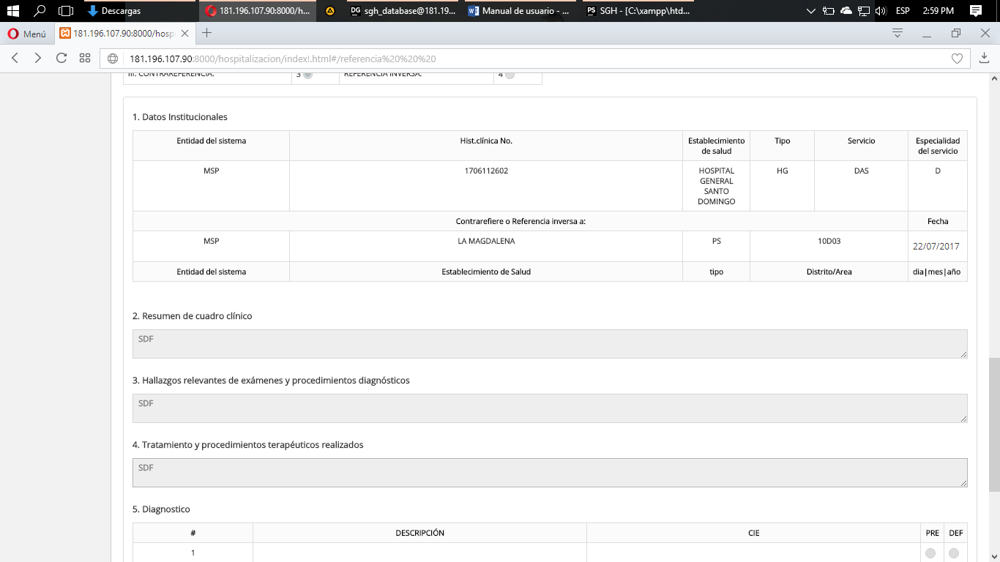 Descargas
181.196.107.90:8000/h...
sgh_database@181.19...
Manual de usuario - ...
SGH - [C:\xampp\htd...
ESP
2:59 PM
Menú
181.196.107.90:8000/hosp
181.196.107.90:8000/hospitalizacion/index!.html#/referencia%20%20%20
III. CONTRAREFERENCIA: 3 REFERENCIA INVERSA: 4
1. Datos Institucionales
Entidad del sistema Hist.clínica No. Establecimiento de salud Tipo Servicio Especialidad del servicio
MSP 1706112602 HOSPITAL GENERAL SANTO DOMINGO HG DAS D
Contrarefiere o Referencia inversa a: Fecha
MSP LA MAGDALENA PS 10D03 22/07/2017
Entidad del sistema Establecimiento de Salud tipo Distrito/Area dia|mes|año
2. Resumen de cuadro clínico
SDF
3. Hallazgos relevantes de exámenes y procedimientos diagnósticos
SDF
4. Tratamiento y procedimientos terapéuticos realizados
SDF
5. Diagnostico
# DESCRIPCIÓN CIE PRE DEF
1